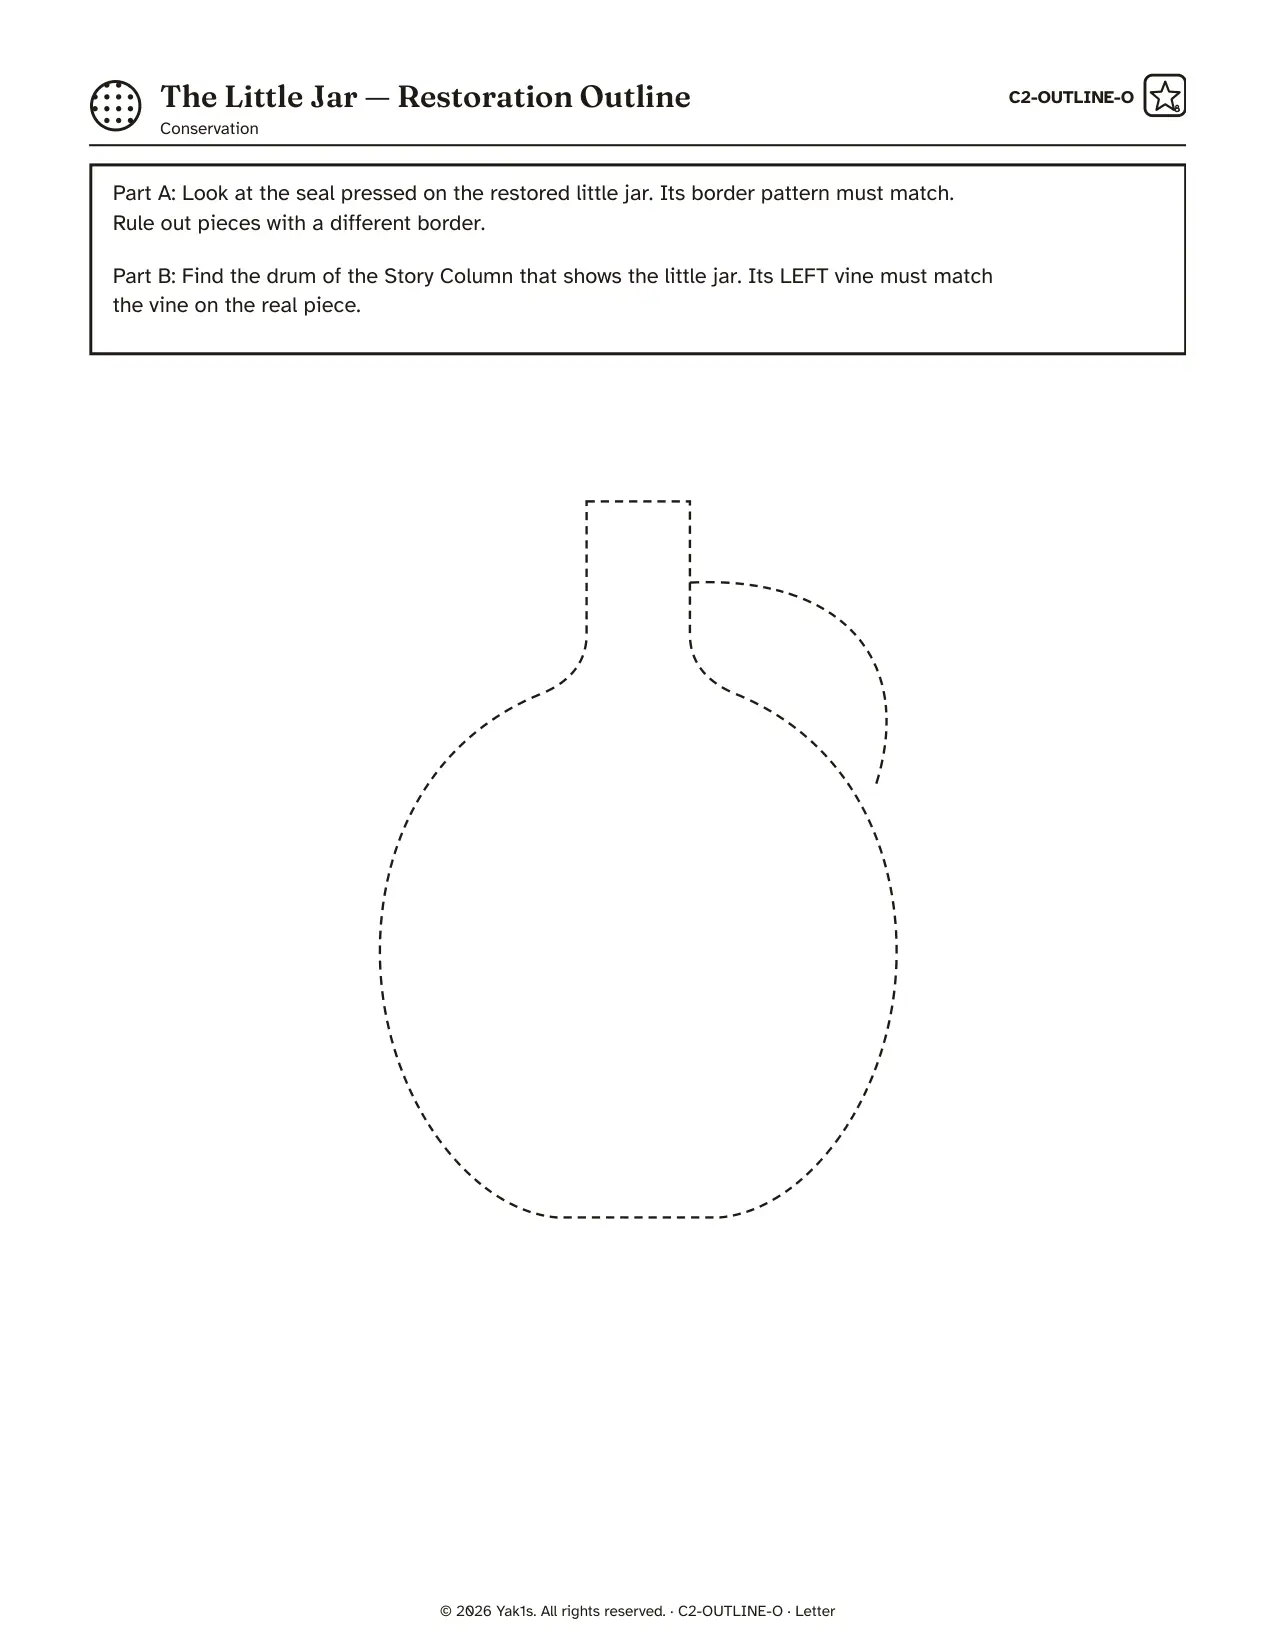 The Little Jar — Restoration Outline
Conservation
C2-OUTLINE-O
8
Part A: Look at the seal pressed on the restored little jar. Its border pattern must match.
Rule out pieces with a different border.
Part B: Find the drum of the Story Column that shows the little jar. Its LEFT vine must match
the vine on the real piece.
© 2026 Yak1s. All rights reserved. · C2-OUTLINE-O · Letter